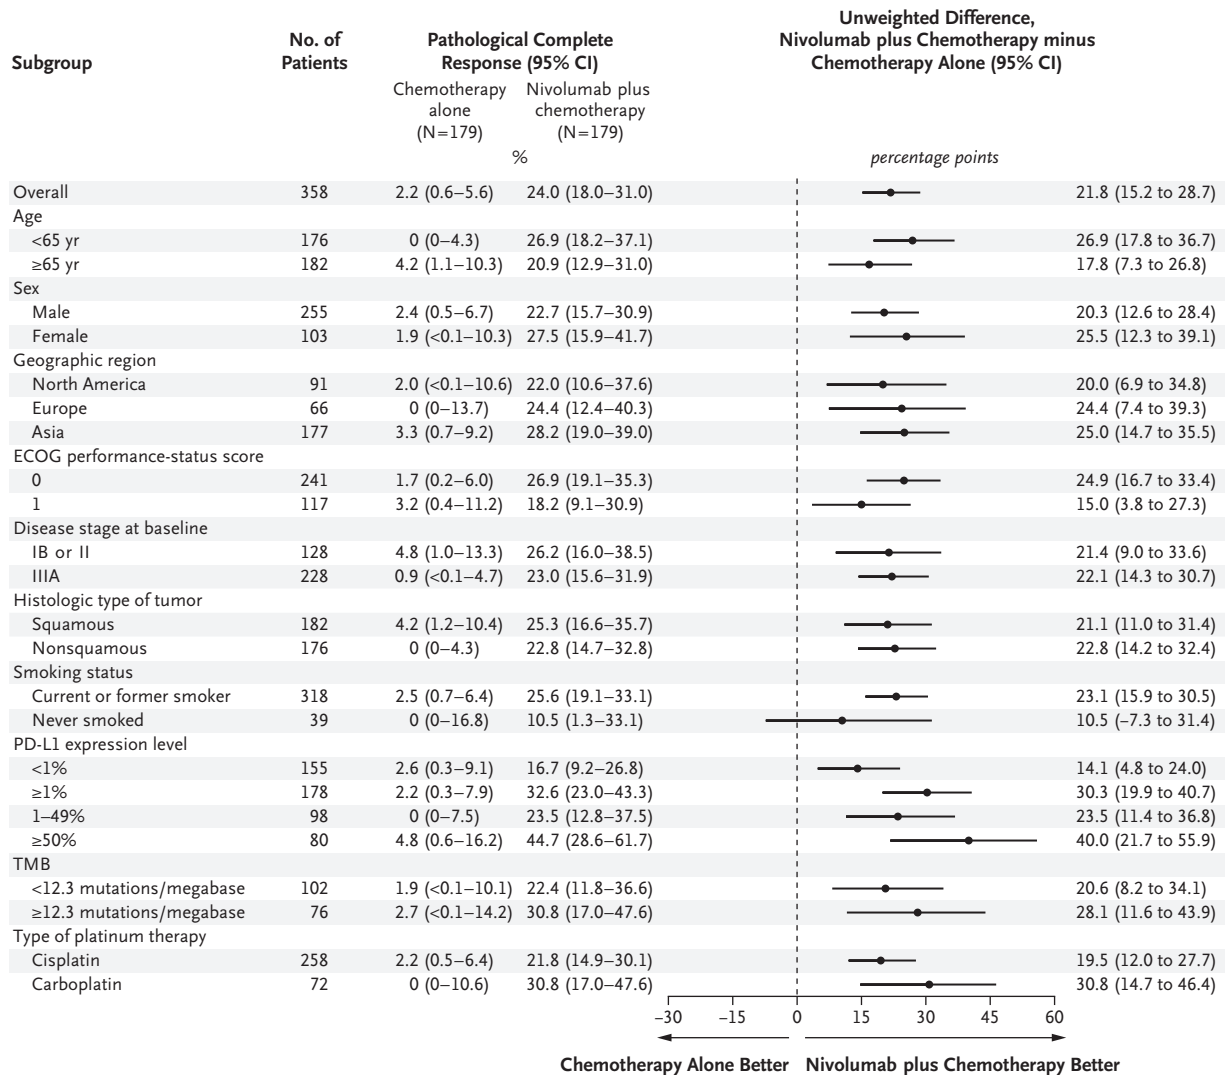 Subgroup No. of Patients Pathological Complete Response (95% CI) Unweighted Difference, Nivolumab plus Chemotherapy minus Chemotherapy Alone (95% CI)
Chemotherapy alone (N=179) Nivolumab plus chemotherapy (N=179)
% percentage points
Overall 358 2.2 (0.6–5.6) 24.0 (18.0–31.0) 21.8 (15.2 to 28.7)
Age
<65 yr 176 0 (0–4.3) 26.9 (18.2–37.1) 26.9 (17.8 to 36.7)
≥65 yr 182 4.2 (1.1–10.3) 20.9 (12.9–31.0) 17.8 (7.3 to 26.8)
Sex
Male 255 2.4 (0.5–6.7) 22.7 (15.7–30.9) 20.3 (12.6 to 28.4)
Female 103 1.9 (<0.1–10.3) 27.5 (15.9–41.7) 25.5 (12.3 to 39.1)
Geographic region
North America 91 2.0 (<0.1–10.6) 22.0 (10.6–37.6) 20.0 (6.9 to 34.8)
Europe 66 0 (0–13.7) 24.4 (12.4–40.3) 24.4 (7.4 to 39.3)
Asia 177 3.3 (0.7–9.2) 28.2 (19.0–39.0) 25.0 (14.7 to 35.5)
ECOG performance-status score
0 241 1.7 (0.2–6.0) 26.9 (19.1–35.3) 24.9 (16.7 to 33.4)
1 117 3.2 (0.4–11.2) 18.2 (9.1–30.9) 15.0 (3.8 to 27.3)
Disease stage at baseline
IB or II 128 4.8 (1.0–13.3) 26.2 (16.0–38.5) 21.4 (9.0 to 33.6)
IIIA 228 0.9 (<0.1–4.7) 23.0 (15.6–31.9) 22.1 (14.3 to 30.7)
Histologic type of tumor
Squamous 182 4.2 (1.2–10.4) 25.3 (16.6–35.7) 21.1 (11.0 to 31.4)
Nonsquamous 176 0 (0–4.3) 22.8 (14.7–32.8) 22.8 (14.2 to 32.4)
Smoking status
Current or former smoker 318 2.5 (0.7–6.4) 25.6 (19.1–33.1) 23.1 (15.9 to 30.5)
Never smoked 39 0 (0–16.8) 10.5 (1.3–33.1) 10.5 (–7.3 to 31.4)
PD-L1 expression level
<1% 155 2.6 (0.3–9.1) 16.7 (9.2–26.8) 14.1 (4.8 to 24.0)
≥1% 178 2.2 (0.3–7.9) 32.6 (23.0–43.3) 30.3 (19.9 to 40.7)
1–49% 98 0 (0–7.5) 23.5 (12.8–37.5) 23.5 (11.4 to 36.8)
≥50% 80 4.8 (0.6–16.2) 44.7 (28.6–61.7) 40.0 (21.7 to 55.9)
TMB
<12.3 mutations/megabase 102 1.9 (<0.1–10.1) 22.4 (11.8–36.6) 20.6 (8.2 to 34.1)
≥12.3 mutations/megabase 76 2.7 (<0.1–14.2) 30.8 (17.0–47.6) 28.1 (11.6 to 43.9)
Type of platinum therapy
Cisplatin 258 2.2 (0.5–6.4) 21.8 (14.9–30.1) 19.5 (12.0 to 27.7)
Carboplatin 72 0 (0–10.6) 30.8 (17.0–47.6) 30.8 (14.7 to 46.4)
–30 –15 0 15 30 45 60
Chemotherapy Alone Better Nivolumab plus Chemotherapy Better